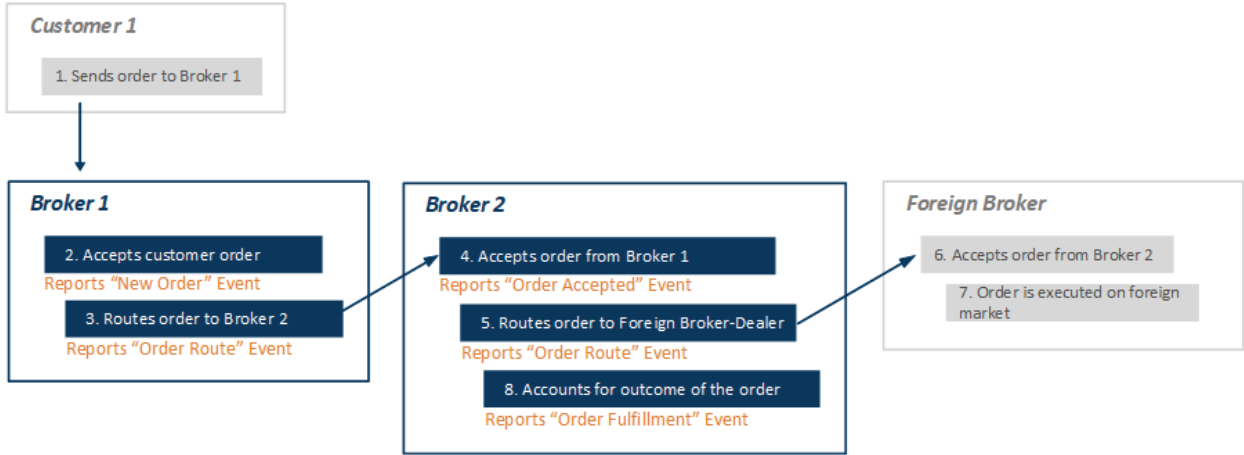 Customer 1
1. Sends order to Broker 1
Broker 1
2. Accepts customer order
Reports “New Order” Event
3. Routes order to Broker 2
Reports “Order Route” Event
Broker 2
4. Accepts order from Broker 1
Reports “Order Accepted” Event
5. Routes order to Foreign Broker-Dealer
Reports “Order Route” Event
8. Accounts for outcome of the order
Reports “Order Fulfillment” Event
Foreign Broker
6. Accepts order from Broker 2
7. Order is executed on foreign
market